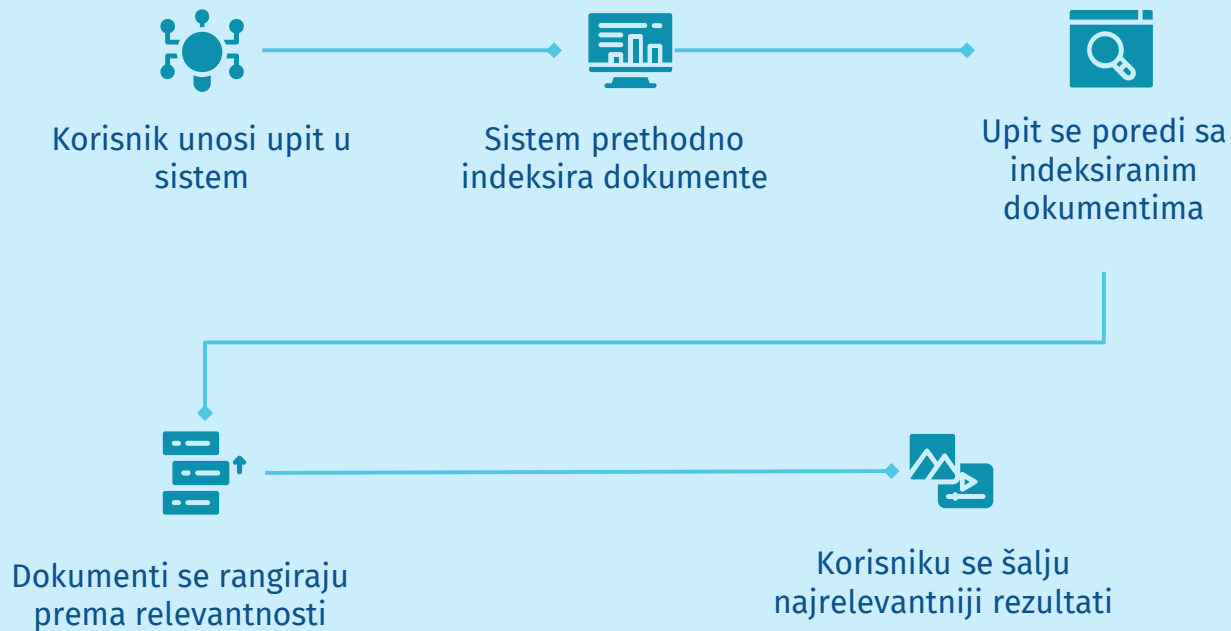 Korisnik unosi upit u
sistem
Sistem prethodno
indeksira dokumente
Upit se poredi sa
indeksiranim
dokumentima
Dokumenti se rangiraju
prema relevantnosti
Korisniku se šalju
najrelevantniji rezultati